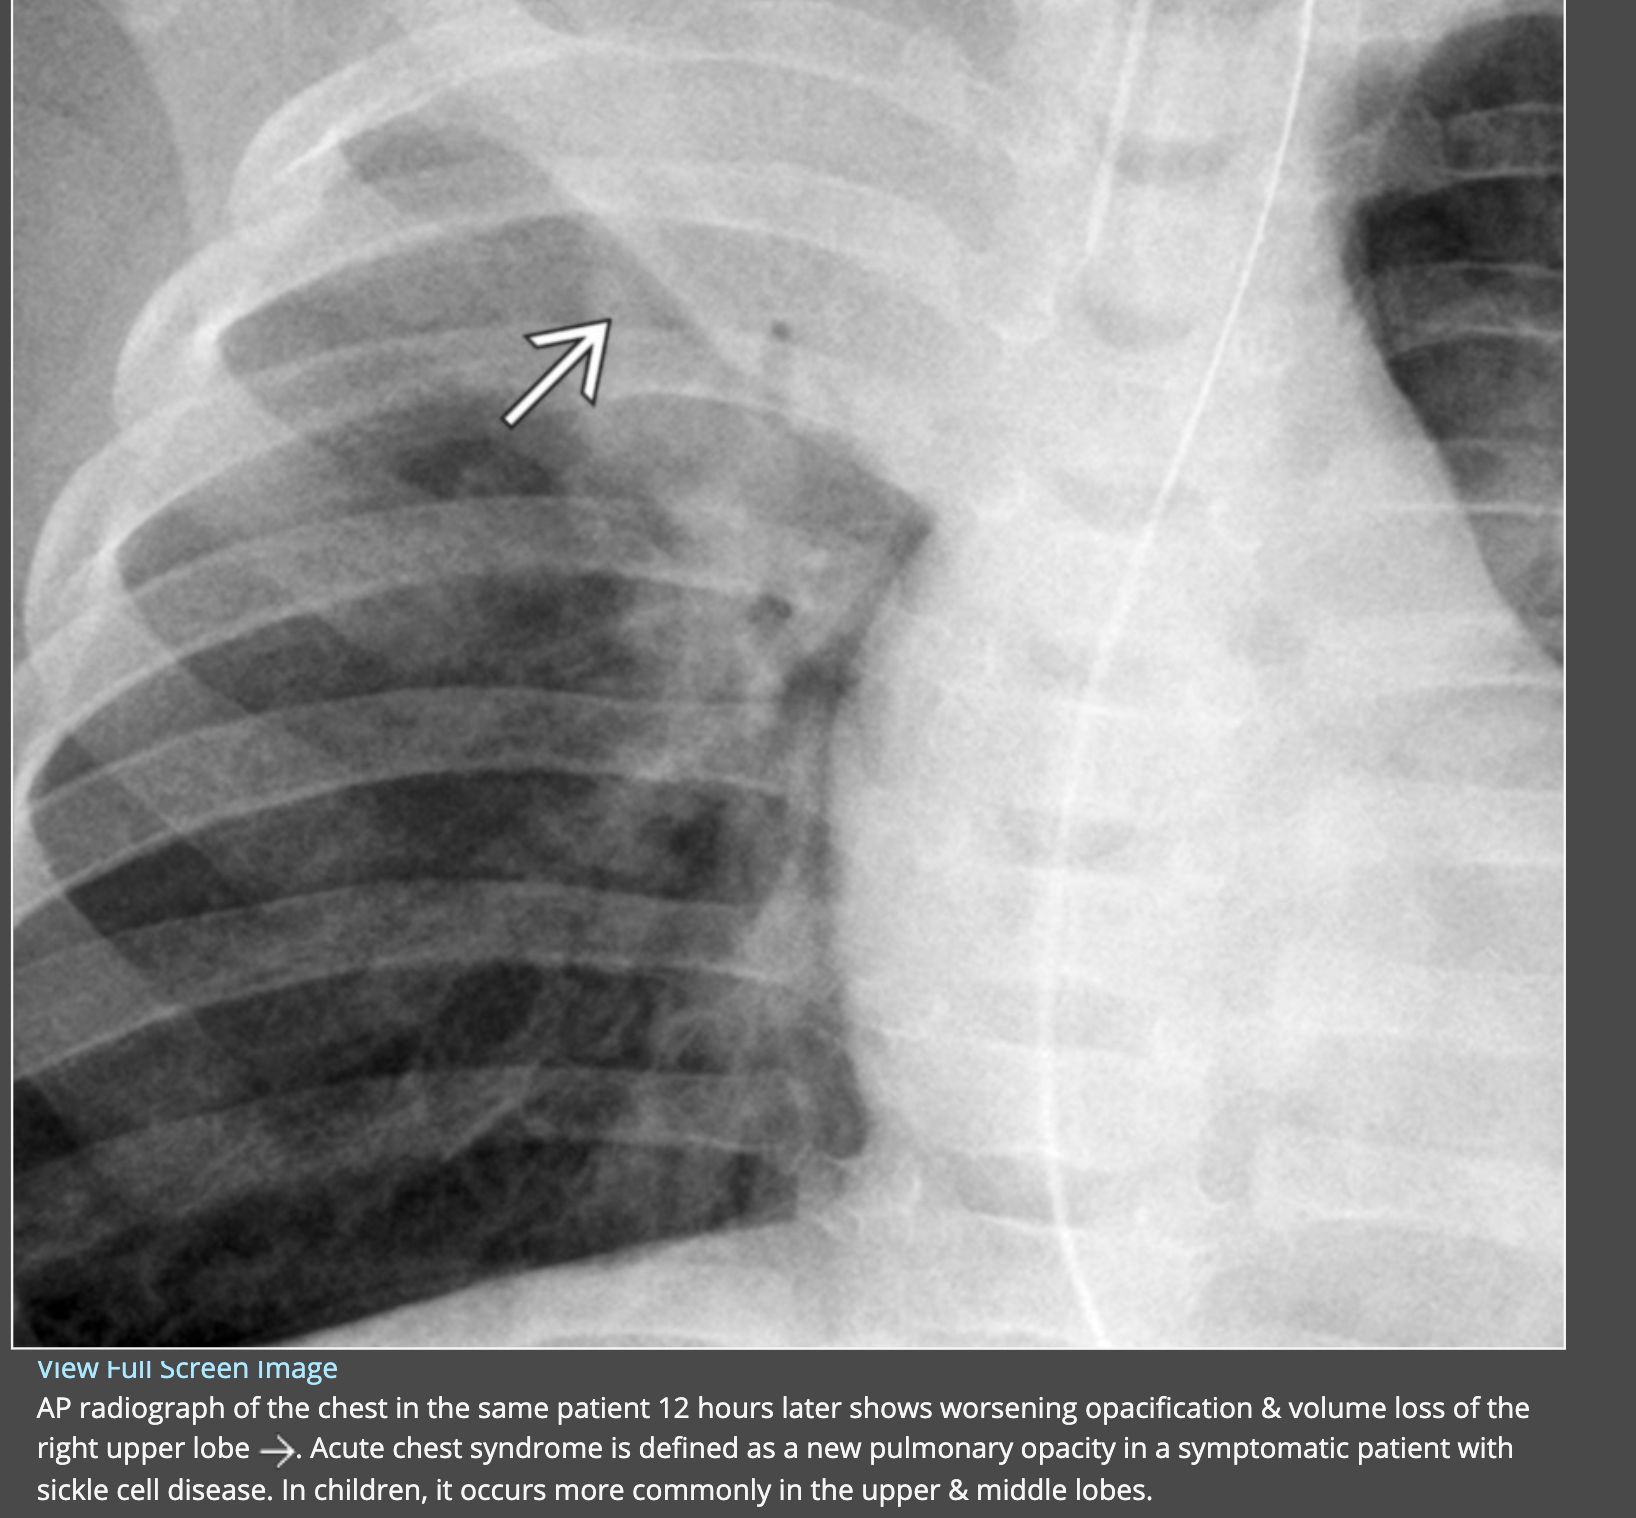 View Full Screen Image
AP radiograph of the chest in the same patient 12 hours later shows worsening opacification & volume loss of the
right upper lobe →. Acute chest syndrome is defined as a new pulmonary opacity in a symptomatic patient with
sickle cell disease. In children, it occurs more commonly in the upper & middle lobes.